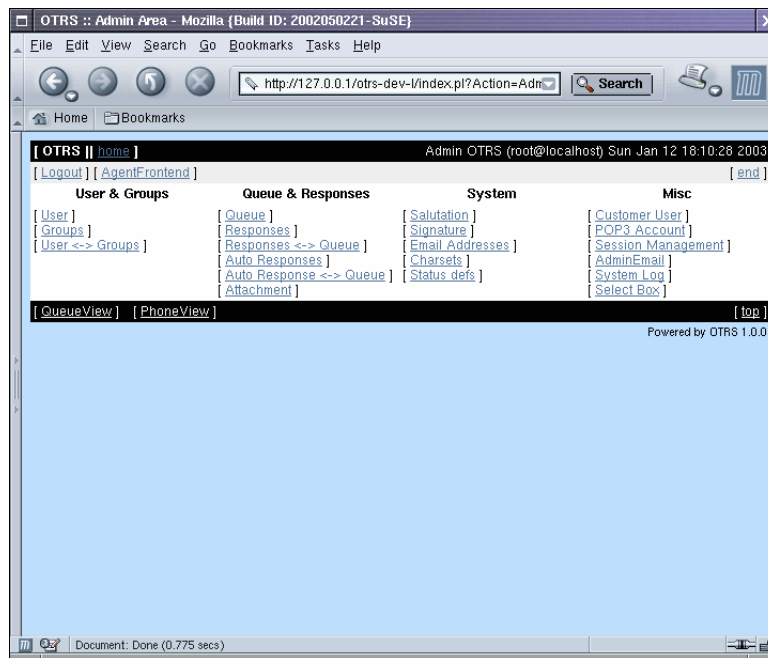 OTRS :: Admin Area - Mozilla {Build ID: 2002050221-SuSE}
File Edit View Search Go Bookmarks Tasks Help
http://127.0.0.1/otrs-dev-l/index.pl?Action=Adm Search
Home Bookmarks
[ OTRS || home ] Admin OTRS (root@localhost) Sun Jan 12 18:10:28 2003
[ Logout ] [ AgentFrontend ] [ end ]
User & Groups Queue & Responses System Misc
[ User ] [ Queue ] [ Salutation ] [ Customer User ]
[ Groups ] [ Responses ] [ Signature ] [ POP3 Account ]
[ User <-> Groups ] [ Responses <-> Queue ] [ Email Addresses ] [ Session Management ]
[ Auto Responses ] [ Charsets ] [ AdminEmail ]
[ Auto Response <-> Queue ] [ Status defs ] [ System Log ]
[ Attachment ] [ Select Box ]
[ QueueView ] [ PhoneView ] [ top ]
Powered by OTRS 1.0.0
Document: Done (0.775 secs)